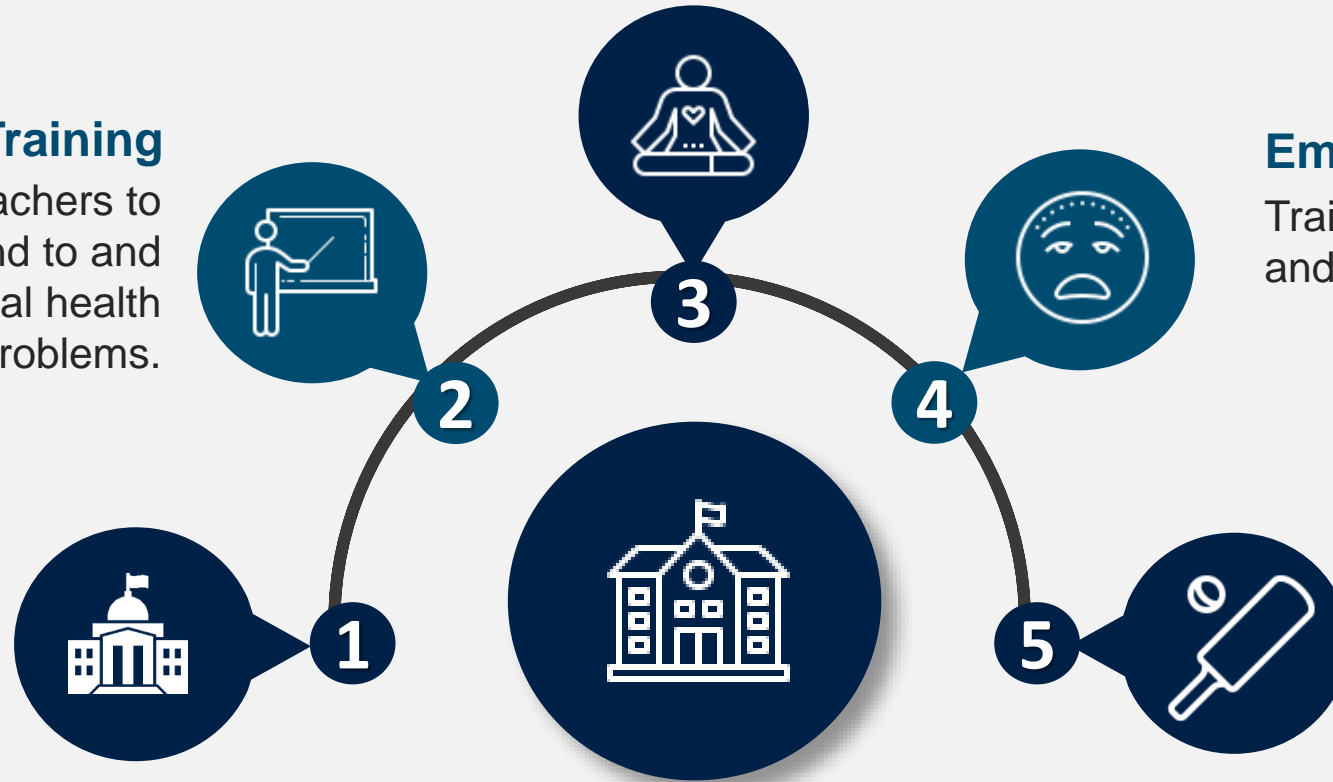 Training
achers to
nd to and
al health
roblems.
3
Em
Trai
and
2
4
1
5